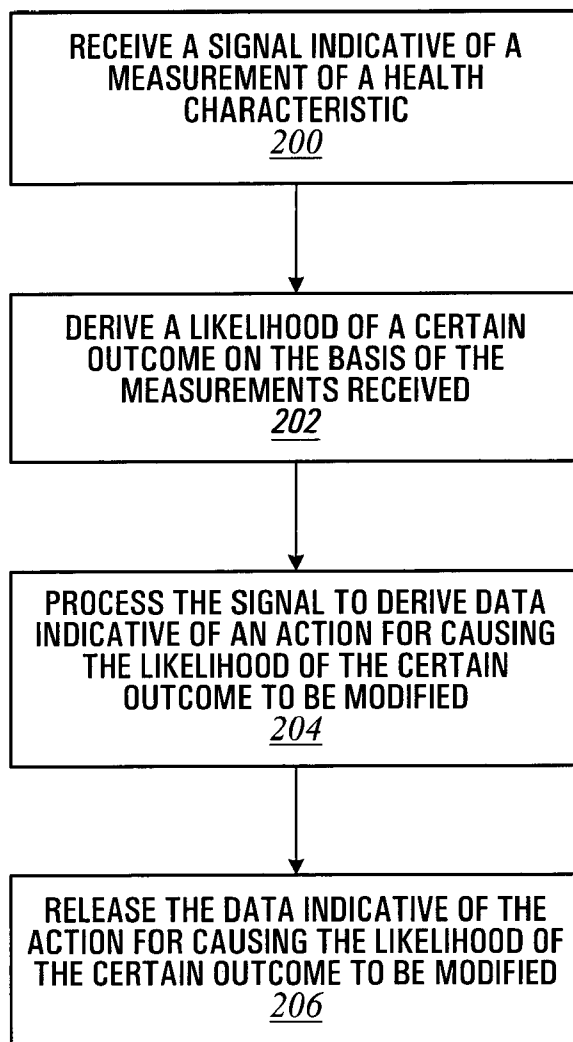 RECEIVE A SIGNAL INDICATIVE OF A
MEASUREMENT OF A HEALTH
CHARACTERISTIC
200
DERIVE A LIKELIHOOD OF A CERTAIN
OUTCOME ON THE BASIS OF THE
MEASUREMENTS RECEIVED
202
PROCESS THE SIGNAL TO DERIVE DATA
INDICATIVE OF AN ACTION FOR CAUSING
THE LIKELIHOOD OF THE CERTAIN
OUTCOME TO BE MODIFIED
204
RELEASE THE DATA INDICATIVE OF THE
ACTION FOR CAUSING THE LIKELIHOOD OF
THE CERTAIN OUTCOME TO BE MODIFIED
206